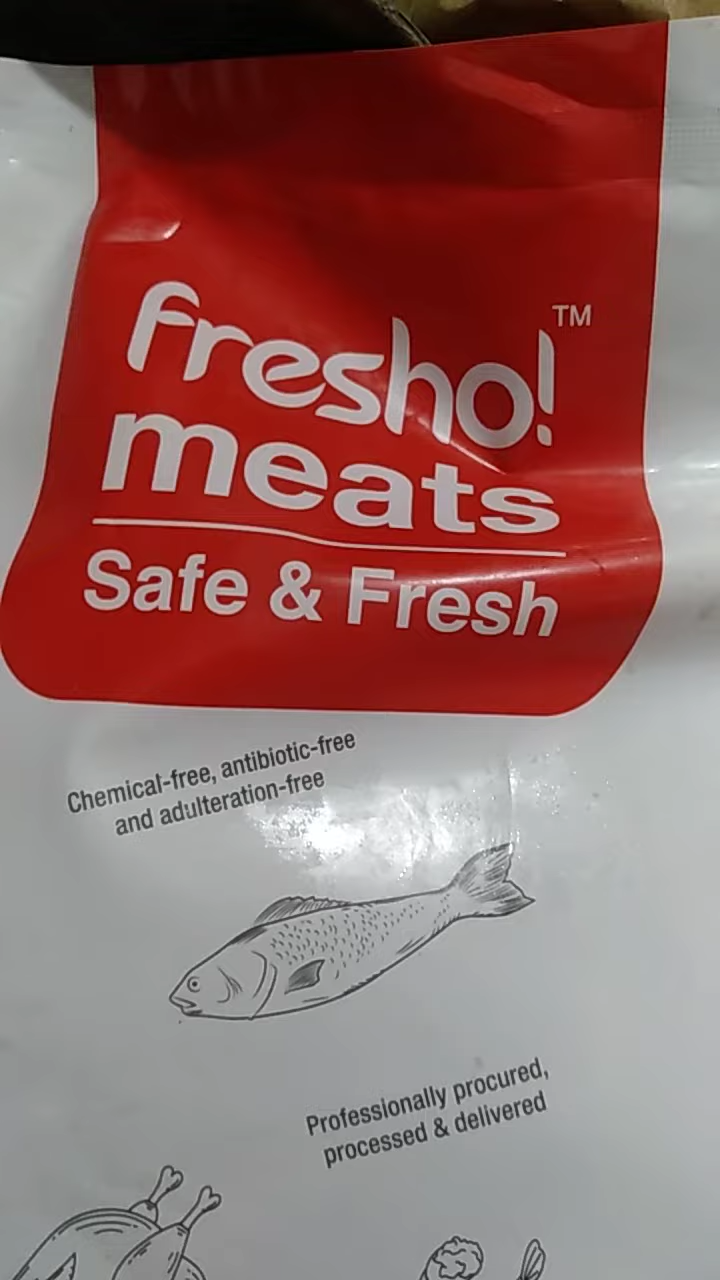 fresho!™
meats
Safe & Fresh
Chemical-free, antibiotic-free
and adulteration-free
Professionally procured,
processed & delivered